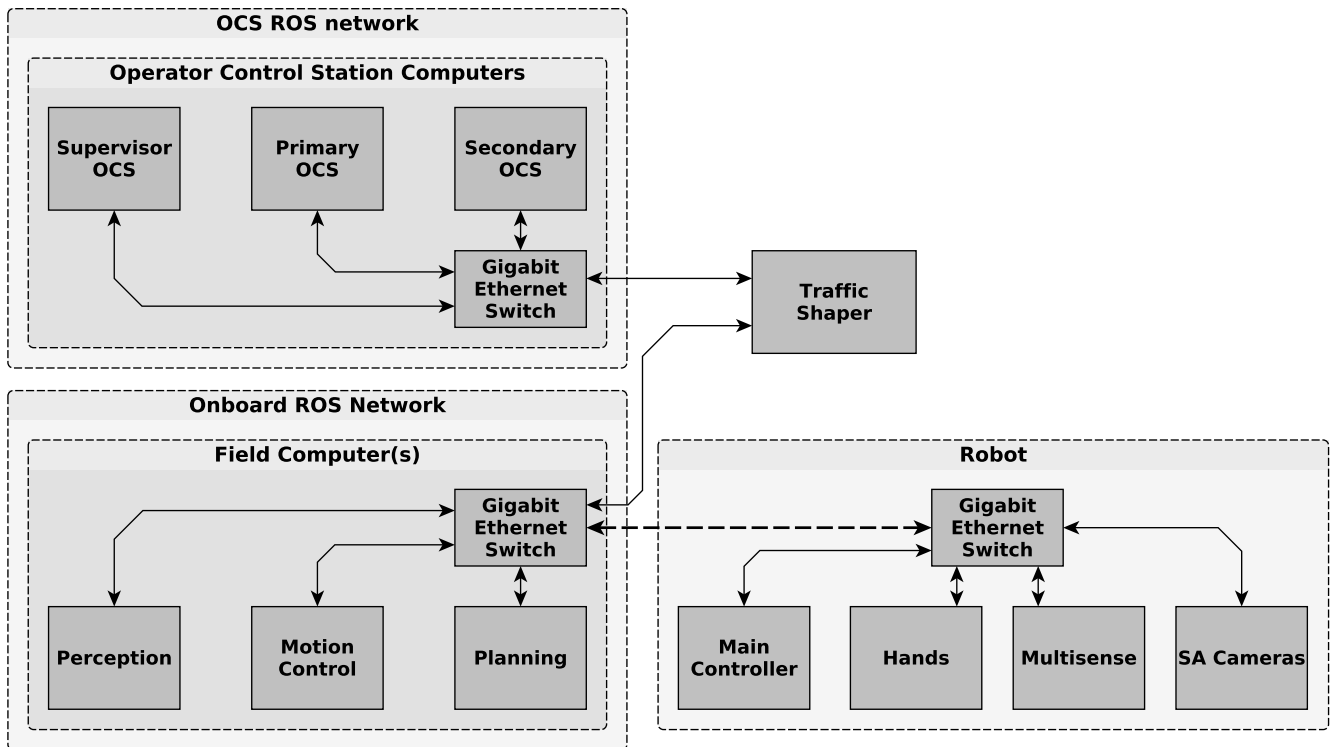 OCS ROS network
Operator Control Station Computers
Supervisor
OCS
Primary
OCS
Secondary
OCS
Gigabit
Ethernet
Switch
Traffic
Shaper
Onboard ROS Network
Field Computer(s)
Gigabit
Ethernet
Switch
Perception
Motion
Control
Planning
Robot
Gigabit
Ethernet
Switch
Main
Controller
Hands
Multisense
SA Cameras